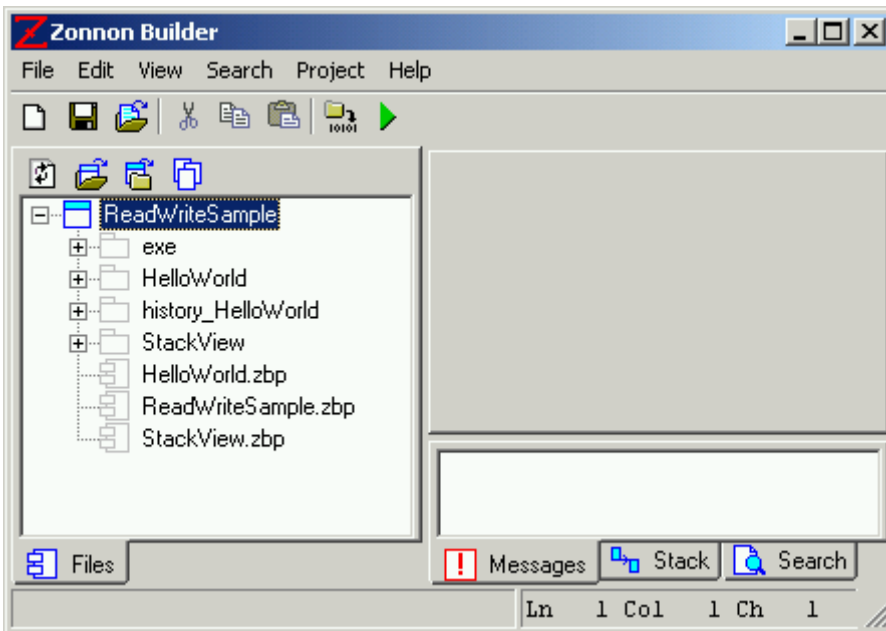 Zonnon Builder
File Edit View Search Project Help
10101
ReadWriteSample
exe
HelloWorld
history_HelloWorld
StackView
HelloWorld.zbp
ReadWriteSample.zbp
StackView.zbp
Files
Messages Stack Search
Ln 1 Col 1 Ch 1